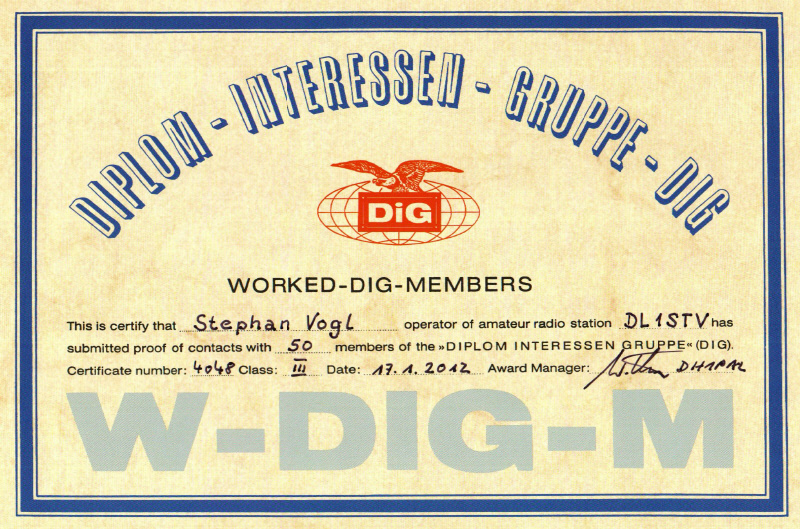 DIPLOM-INTERESSEN-GRUPPE-DIG
DiG
WORKED-DIG-MEMBERS
This is certify that Stephan Vogl operator of amateur radio station DL1STV has
submitted proof of contacts with 50 members of the »DIPLOM INTERESSEN GRUPPE« (DIG).
Certificate number: 4048 Class: III Date: 17.1.2012 Award Manager:
W-DIG-M